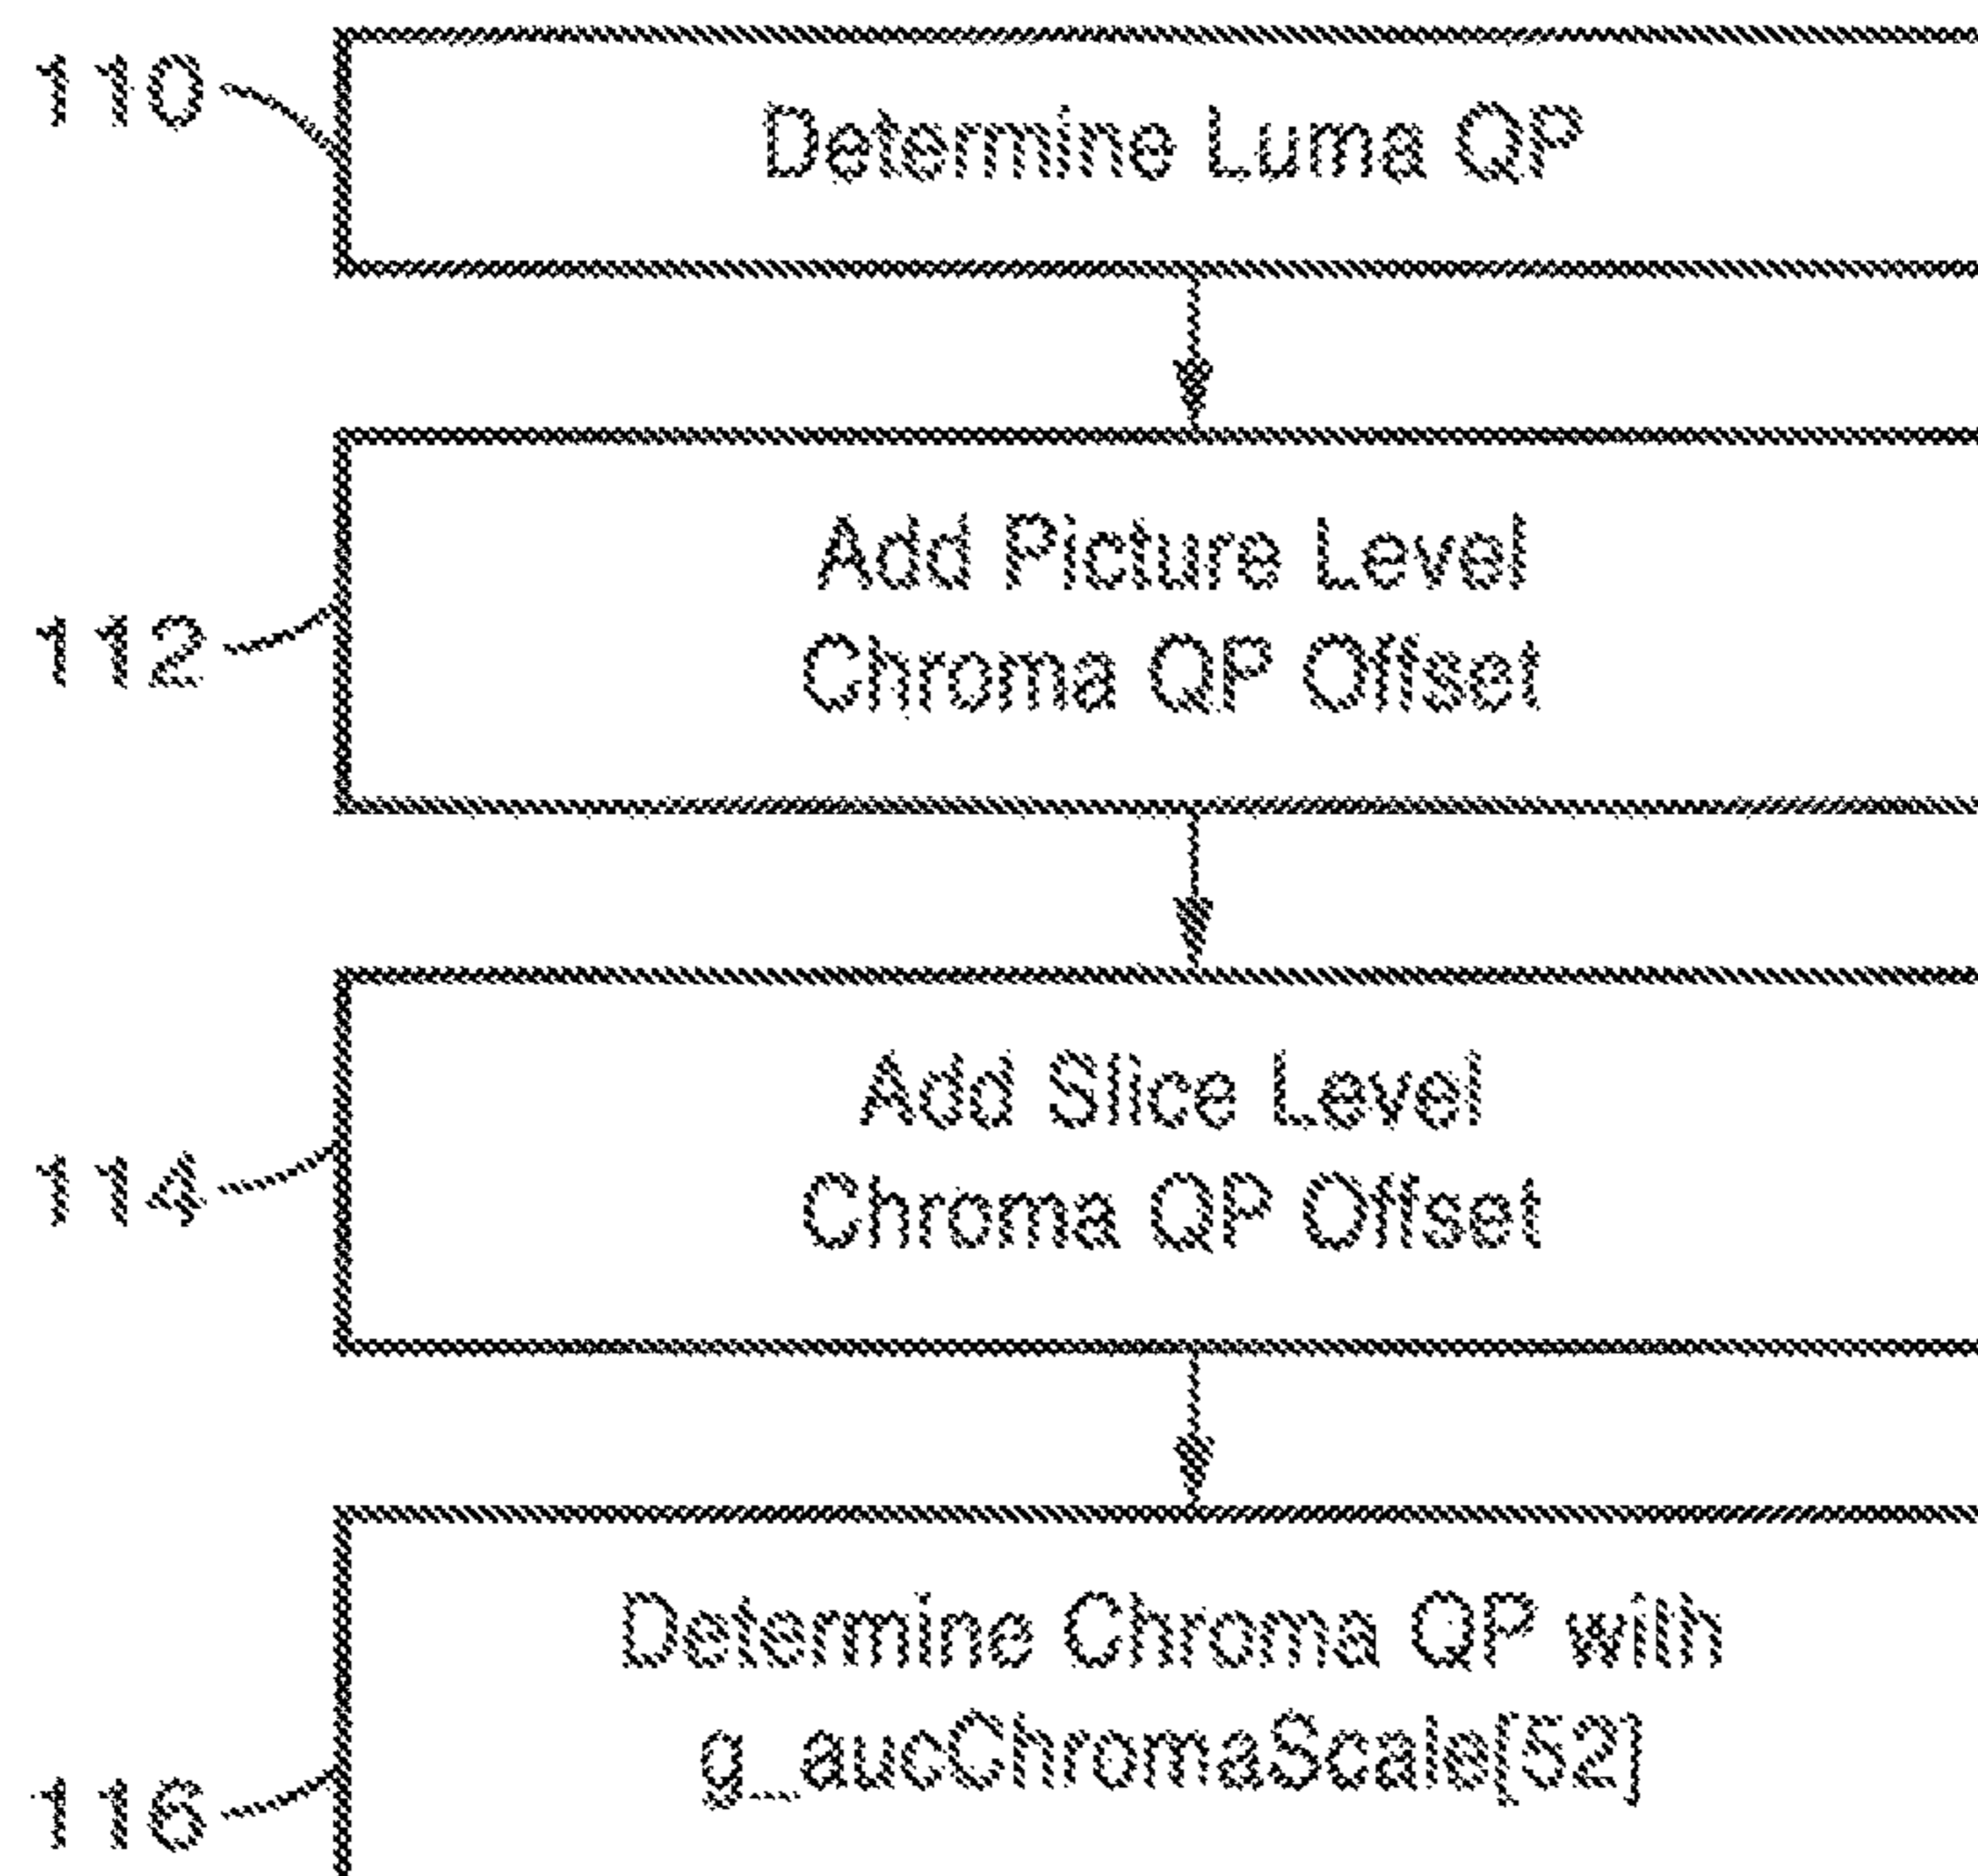 110
Determine Luma QP
112
Add Picture Level
Chroma QP Offset
114
Add Slice Level
Chroma QP Offset
116
Determine Chroma QP with
g_aucChromaScale[52]